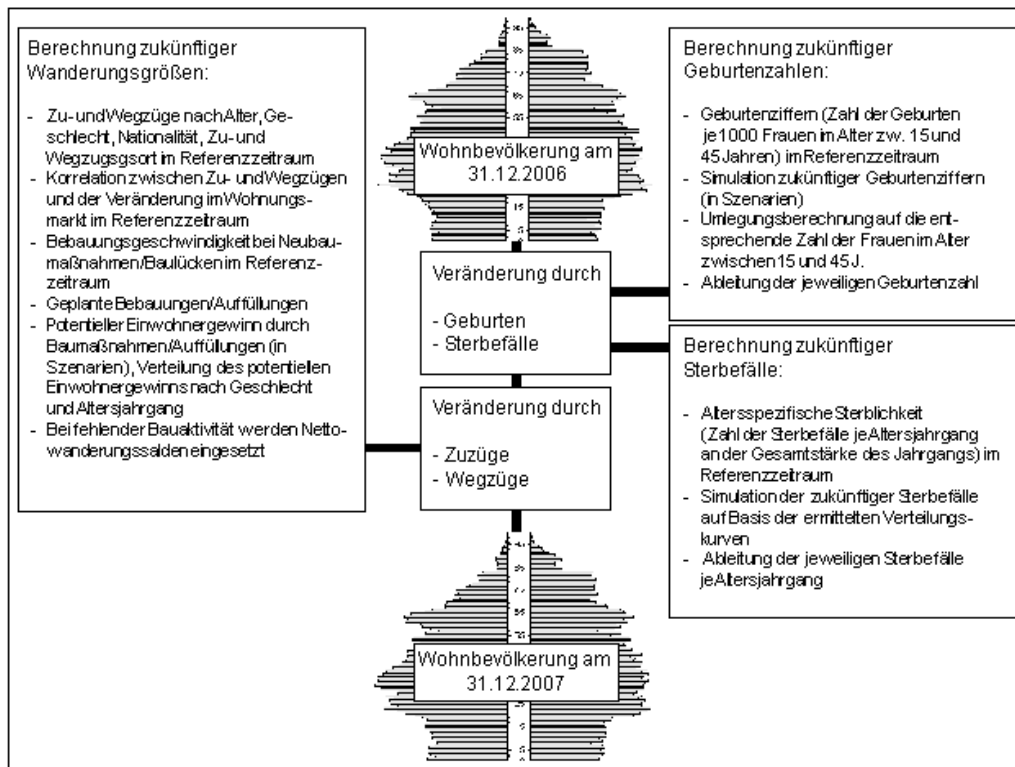 Berechnung zukünftiger
Wanderungsgrößen:
- Zu- und Wegzüge nach Alter, Ge-
schlecht, Nationalität, Zu- und
Wegzugsgsort im Referenzzeitraum
- Korrelation zwischen Zu- und Wegzügen
und der Veränderung im Wohnungs-
markt im Referenzzeitraum
- Bebauungsgeschwindigkeit bei Neubau-
maßnahmen/Baulücken im Referenz-
zeitraum
- Geplante Bebauungen/Auffüllungen
- Potentieller Einwohnergewinn durch
Baumaßnahmen/Auffüllungen (in
Szenarien), Verteilung des potentiellen
Einwohnergewinns nach Geschlecht
und Altersjahrgang
- Bei fehlender Bauaktivität werden Netto-
wanderungssalden eingesetzt
Wohnbevölkerung am
31.12.2006
Veränderung durch
- Geburten
- Sterbefälle
Veränderung durch
- Zuzüge
- Wegzüge
Wohnbevölkerung am
31.12.2007
Berechnung zukünftiger
Geburtenzahlen:
- Geburtenziffern (Zahl der Geburten
je 1000 Frauen im Alter zw. 15 und
45 Jahren) im Referenzzeitraum
- Simulation zukünftiger Geburtenziffern
(in Szenarien)
- Umlegungsberechnung auf die ent-
sprechende Zahl der Frauen im Alter
zwischen 15 und 45 J.
- Ableitung der jeweiligen Geburtenzahl
Berechnung zukünftiger
Sterbefälle:
- Altersspezifische Sterblichkeit
(Zahl der Sterbefälle je Altersjahrgang
an der Gesamtstärke des Jahrgangs) im
Referenzzeitraum
- Simulation der zukünftiger Sterbefälle
auf Basis der ermittelten Verteilungs-
kurven
- Ableitung der jeweiligen Sterbefälle
je Altersjahrgang